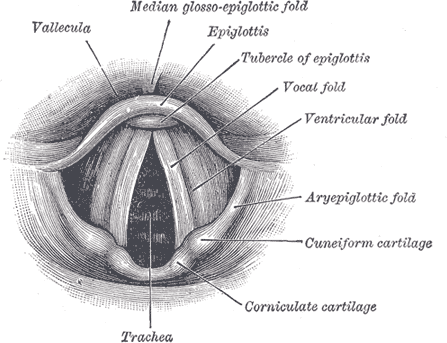 Median glosso-epiglottic fold
Vallecula
Epiglottis
Tubercle of epiglottis
Vocal fold
Ventricular fold
Aryepiglottic fold
Cuneiform cartilage
Corniculate cartilage
Trachea